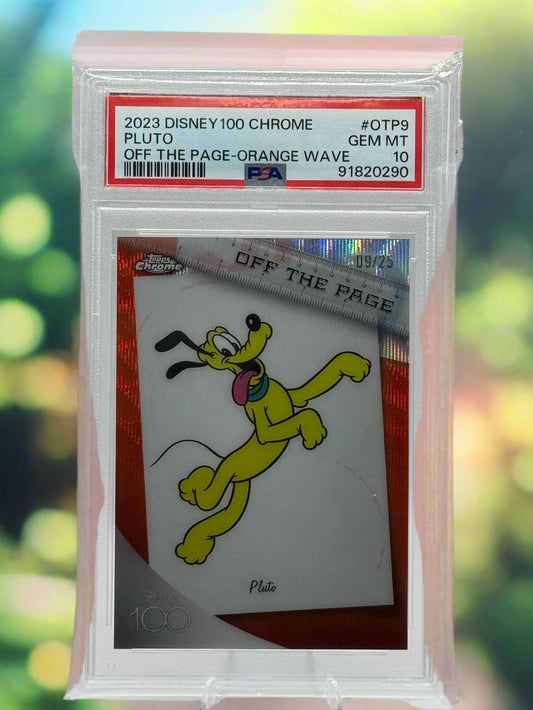 2023 DISNEY100 CHROME #OTP9
PLUTO GEM MT
OFF THE PAGE-ORANGE WAVE 10
PSA 91820290
Topps Chrome
09/25
OFF THE PAGE
Pluto
Disney 100